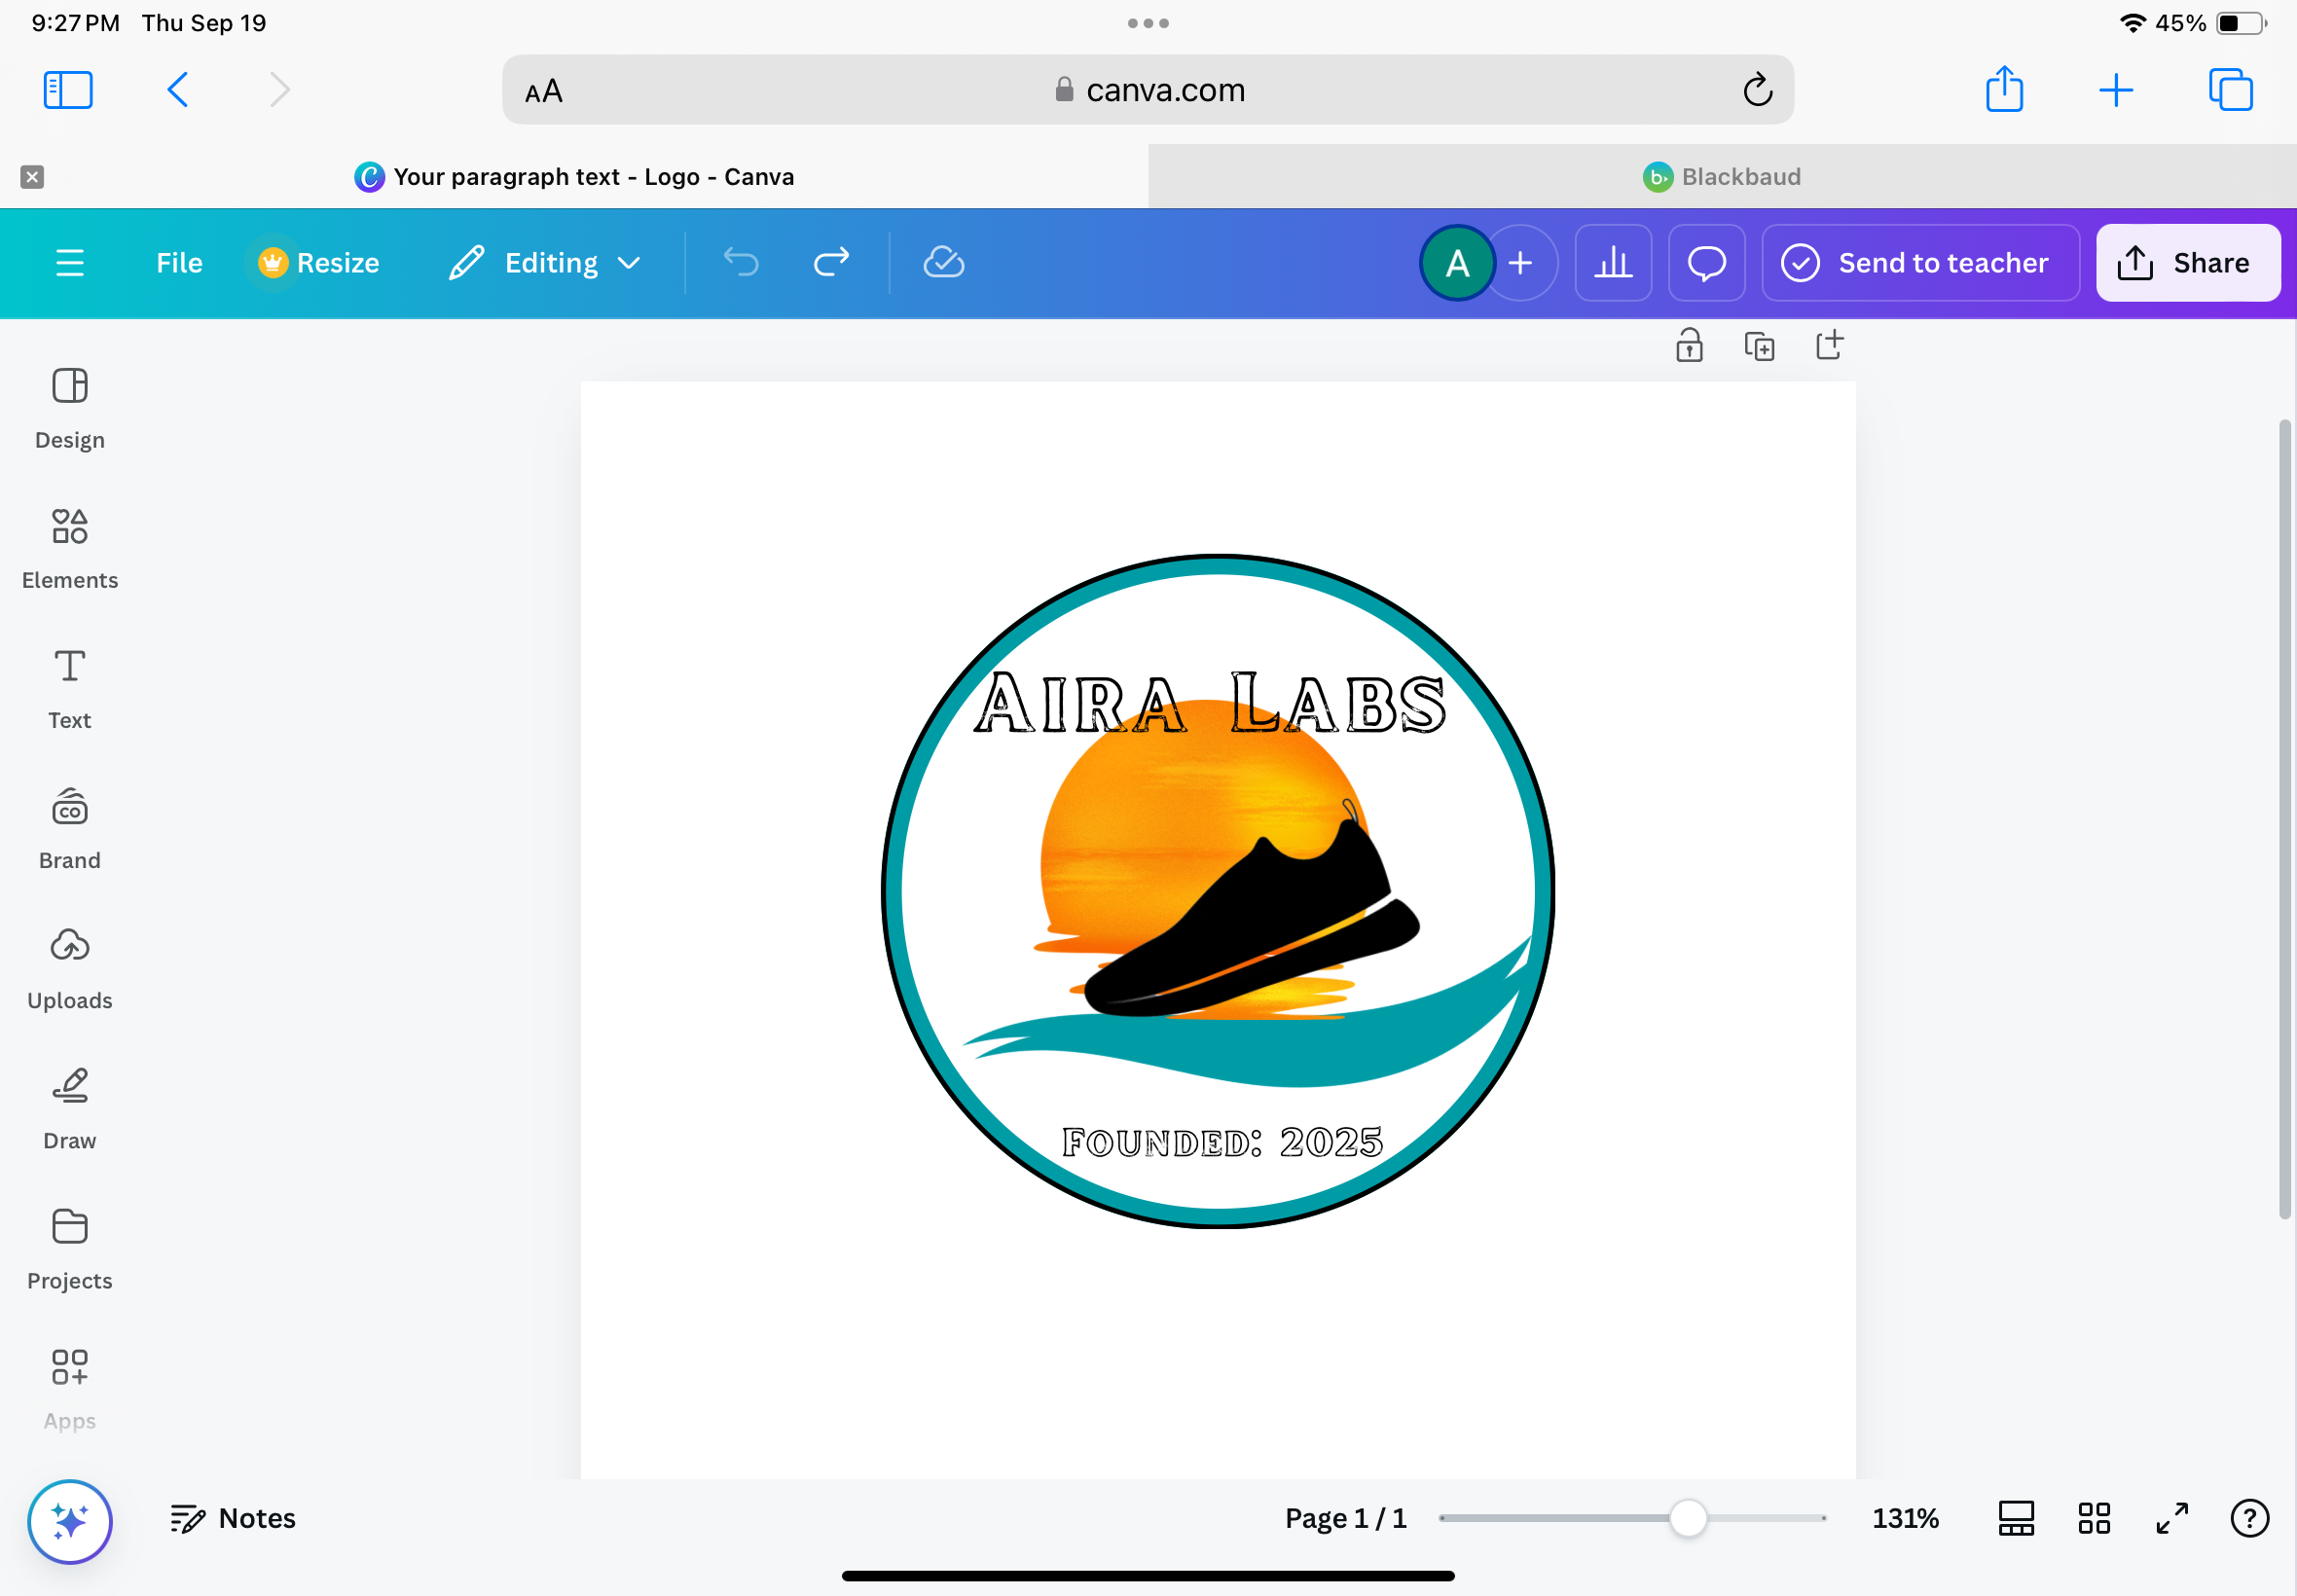 9:27 PM Thu Sep 19
45%
AA
canva.com
Your paragraph text - Logo - Canva
Blackbaud
File
Resize
Editing
A
Send to teacher
Share
Design
Elements
Text
CO
Brand
Uploads
Draw
Projects
Apps
AIRA LABS
FOUNDED: 2025
Notes
Page 1 / 1
131%
?